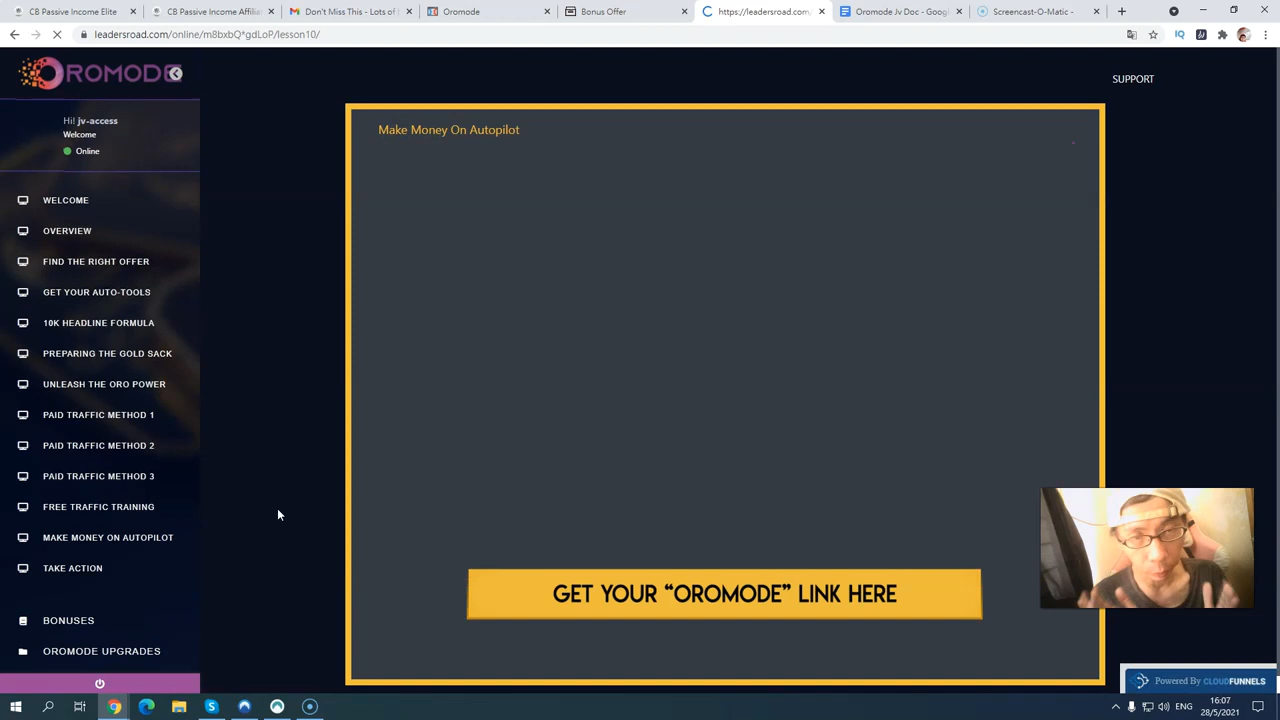 CB Passive Income Elite
CB Passive Income Affilia
Don't Miss This - Lots of
Oromode
Bonus Offer
https://leadersroad.com/
Oromode Jv Doc - Goog
Screencast-O-Matic -
leadersroad.com/online/m8bxbQ*gdLoP/lesson10/
OROMODE
SUPPORT
Hi! jv-access
Welcome
Online
Make Money On Autopilot
WELCOME
OVERVIEW
FIND THE RIGHT OFFER
GET YOUR AUTO-TOOLS
10K HEADLINE FORMULA
PREPARING THE GOLD SACK
UNLEASH THE ORO POWER
PAID TRAFFIC METHOD 1
PAID TRAFFIC METHOD 2
PAID TRAFFIC METHOD 3
FREE TRAFFIC TRAINING
MAKE MONEY ON AUTOPILOT
TAKE ACTION
BONUSES
OROMODE UPGRADES
GET YOUR “OROMODE” LINK HERE
Powered By CLOUDFUNNELS
ENG
16:07
28/5/2021